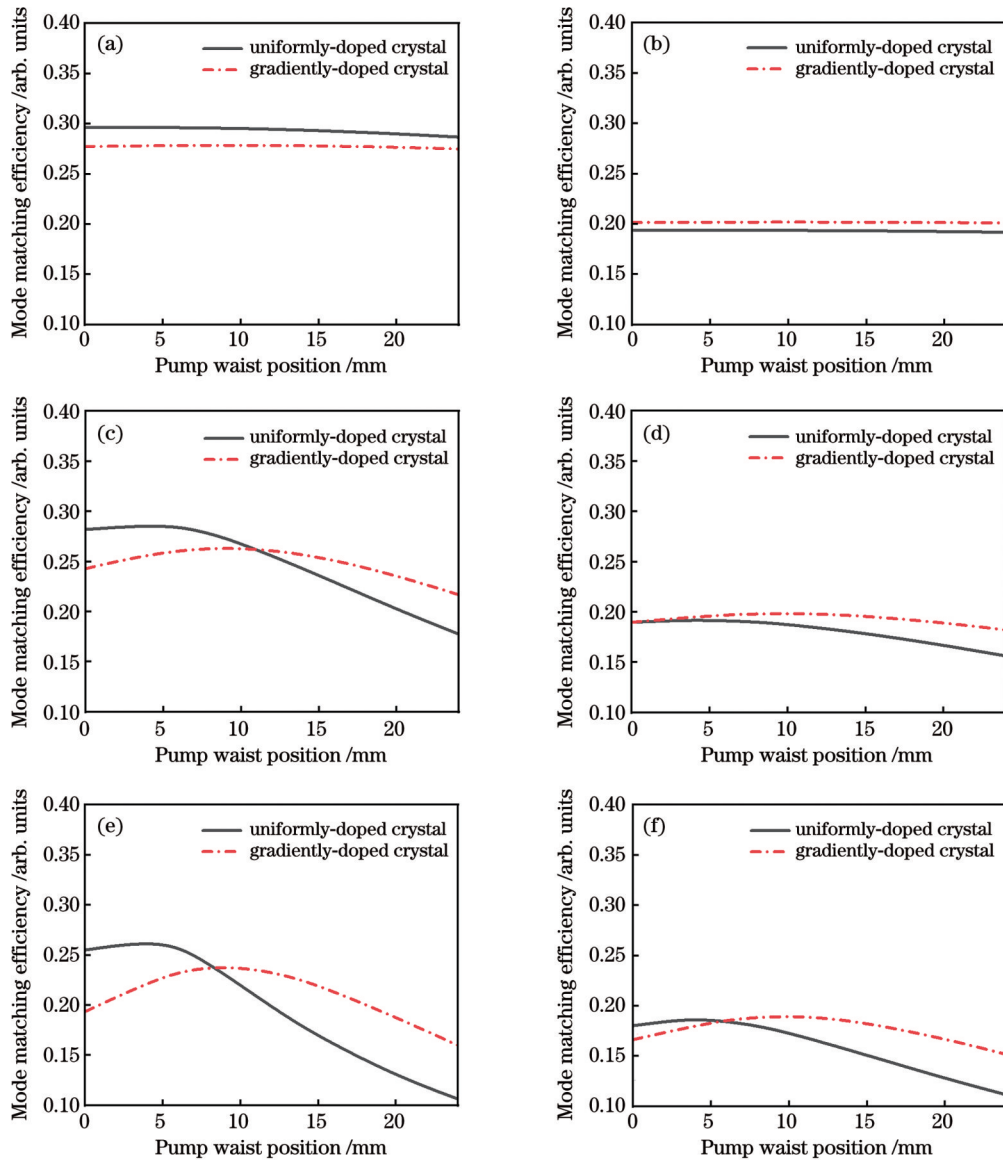 Mode matching efficiency /arb. units
0.40
0.35
0.30
0.25
0.20
0.15
0.10
(a)
uniformly-doped crystal
gradiently-doped crystal
0
5
10
15
20
Pump waist position /mm
Mode matching efficiency /arb. units
0.40
0.35
0.30
0.25
0.20
0.15
0.10
(b)
uniformly-doped crystal
gradiently-doped crystal
0
5
10
15
20
Pump waist position /mm
Mode matching efficiency /arb. units
0.40
0.35
0.30
0.25
0.20
0.15
0.10
(c)
uniformly-doped crystal
gradiently-doped crystal
0
5
10
15
20
Pump waist position /mm
Mode matching efficiency /arb. units
0.40
0.35
0.30
0.25
0.20
0.15
0.10
(d)
uniformly-doped crystal
gradiently-doped crystal
0
5
10
15
20
Pump waist position /mm
Mode matching efficiency /arb. units
0.40
0.35
0.30
0.25
0.20
0.15
0.10
(e)
uniformly-doped crystal
gradiently-doped crystal
0
5
10
15
20
Pump waist position /mm
Mode matching efficiency /arb. units
0.40
0.35
0.30
0.25
0.20
0.15
0.10
(f)
uniformly-doped crystal
gradiently-doped crystal
0
5
10
15
20
Pump waist position /mm